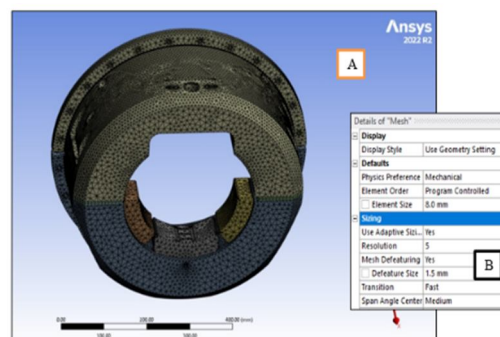 Ansys
2022 R2
A
Details of "Mesh"
Display
Display Style Use Geometry Setting
Defaults
Physics Preference Mechanical
Element Order Program Controlled
Element Size 8.0 mm
Sizing
Use Adaptive Sizi... Yes
Resolution 5
Mesh Defeaturing Yes
Defeature Size 1.5 mm
Transition Fast
Span Angle Center Medium
B
0.00 200.00 400.00 (mm)
100.00 300.00